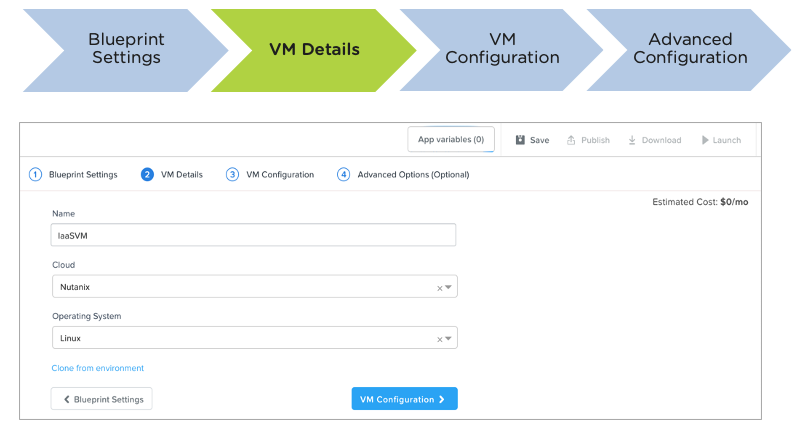 Blueprint
Settings
VM Details
VM
Configuration
Advanced
Configuration
App variables (0)
Save
Publish
Download
Launch
1 Blueprint Settings
2 VM Details
3 VM Configuration
4 Advanced Options (Optional)
Estimated Cost: $0/mo
Name
IaaSVM
Cloud
Nutanix
Operating System
Linux
Clone from environment
Blueprint Settings
VM Configuration